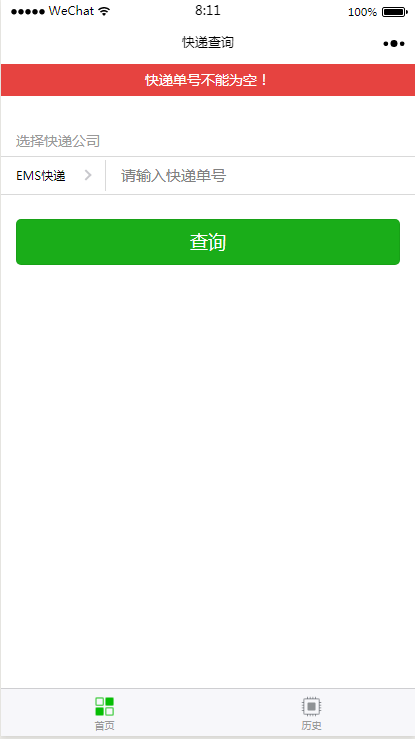 WeChat 8:11 100%
快递查询
快递单号不能为空！
选择快递公司
EMS快递 请输入快递单号
查询
首页 历史